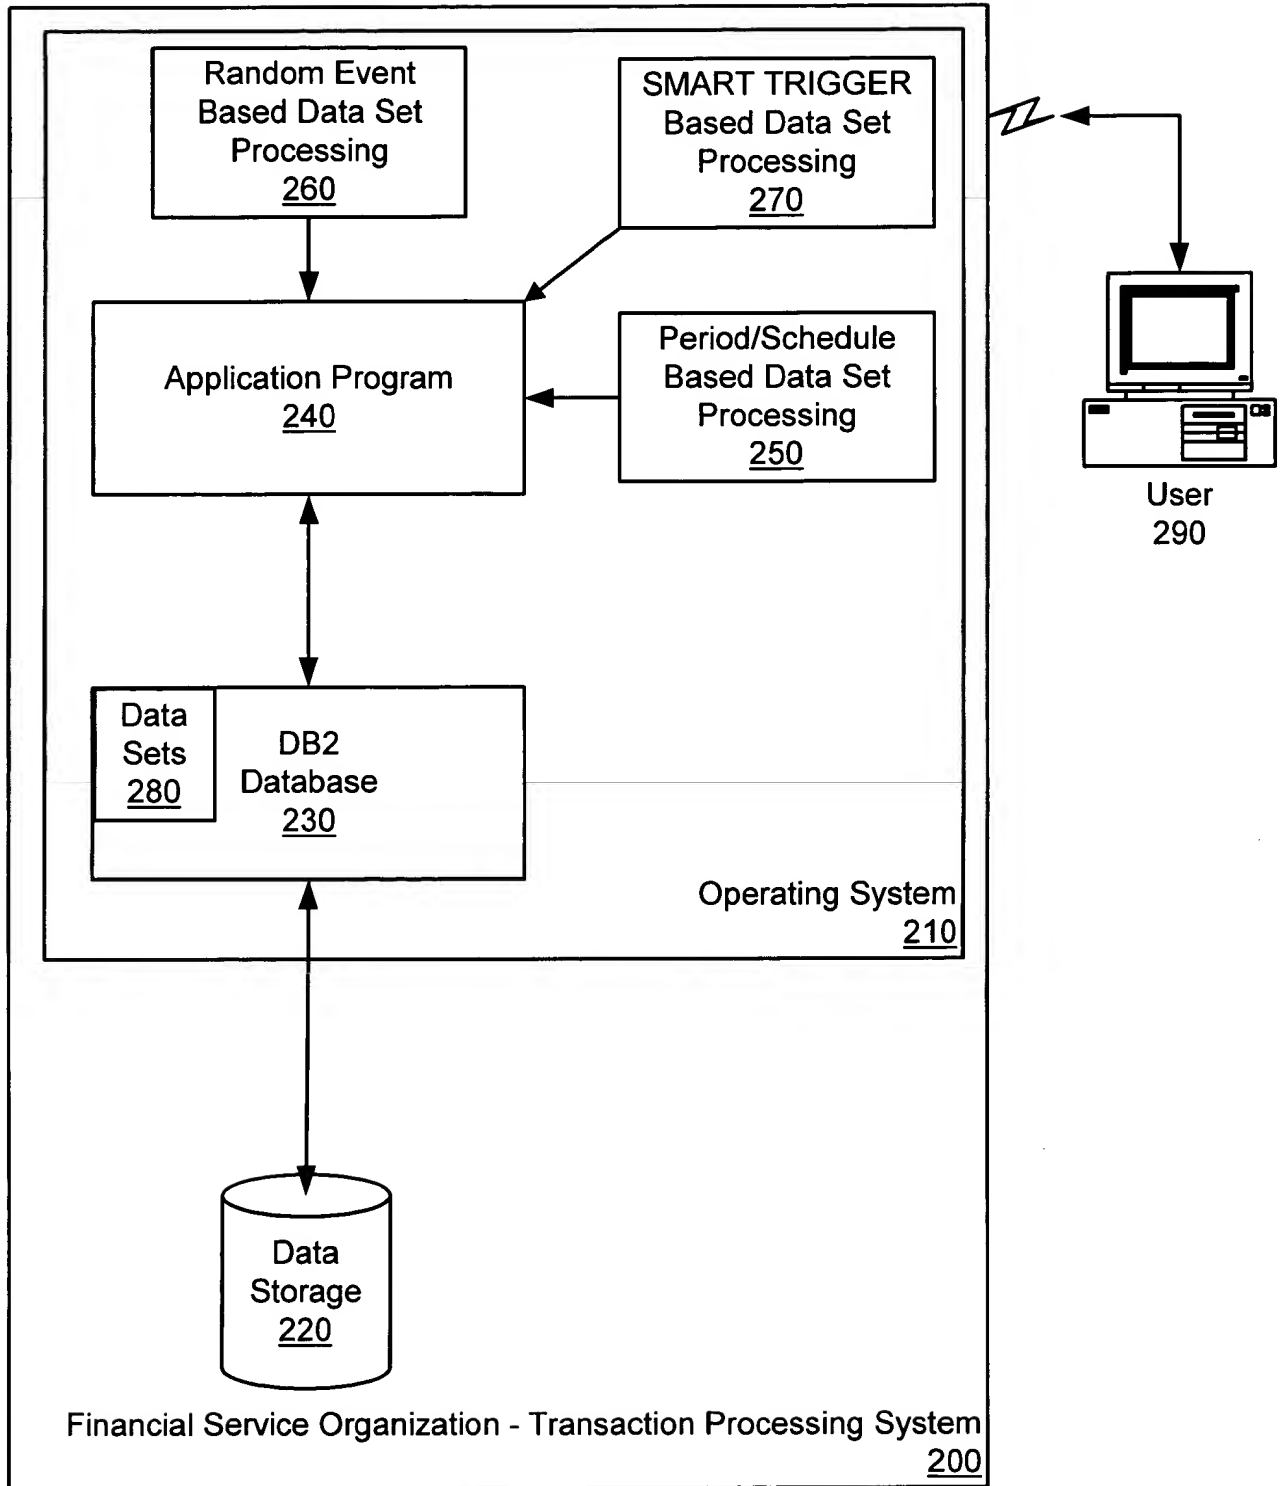 Random Event
Based Data Set
Processing
260
SMART TRIGGER
Based Data Set
Processing
270
Application Program
240
Period/Schedule
Based Data Set
Processing
250
User
290
Data
Sets
280
DB2
Database
230
Operating System
210
Data
Storage
220
Financial Service Organization - Transaction Processing System
200